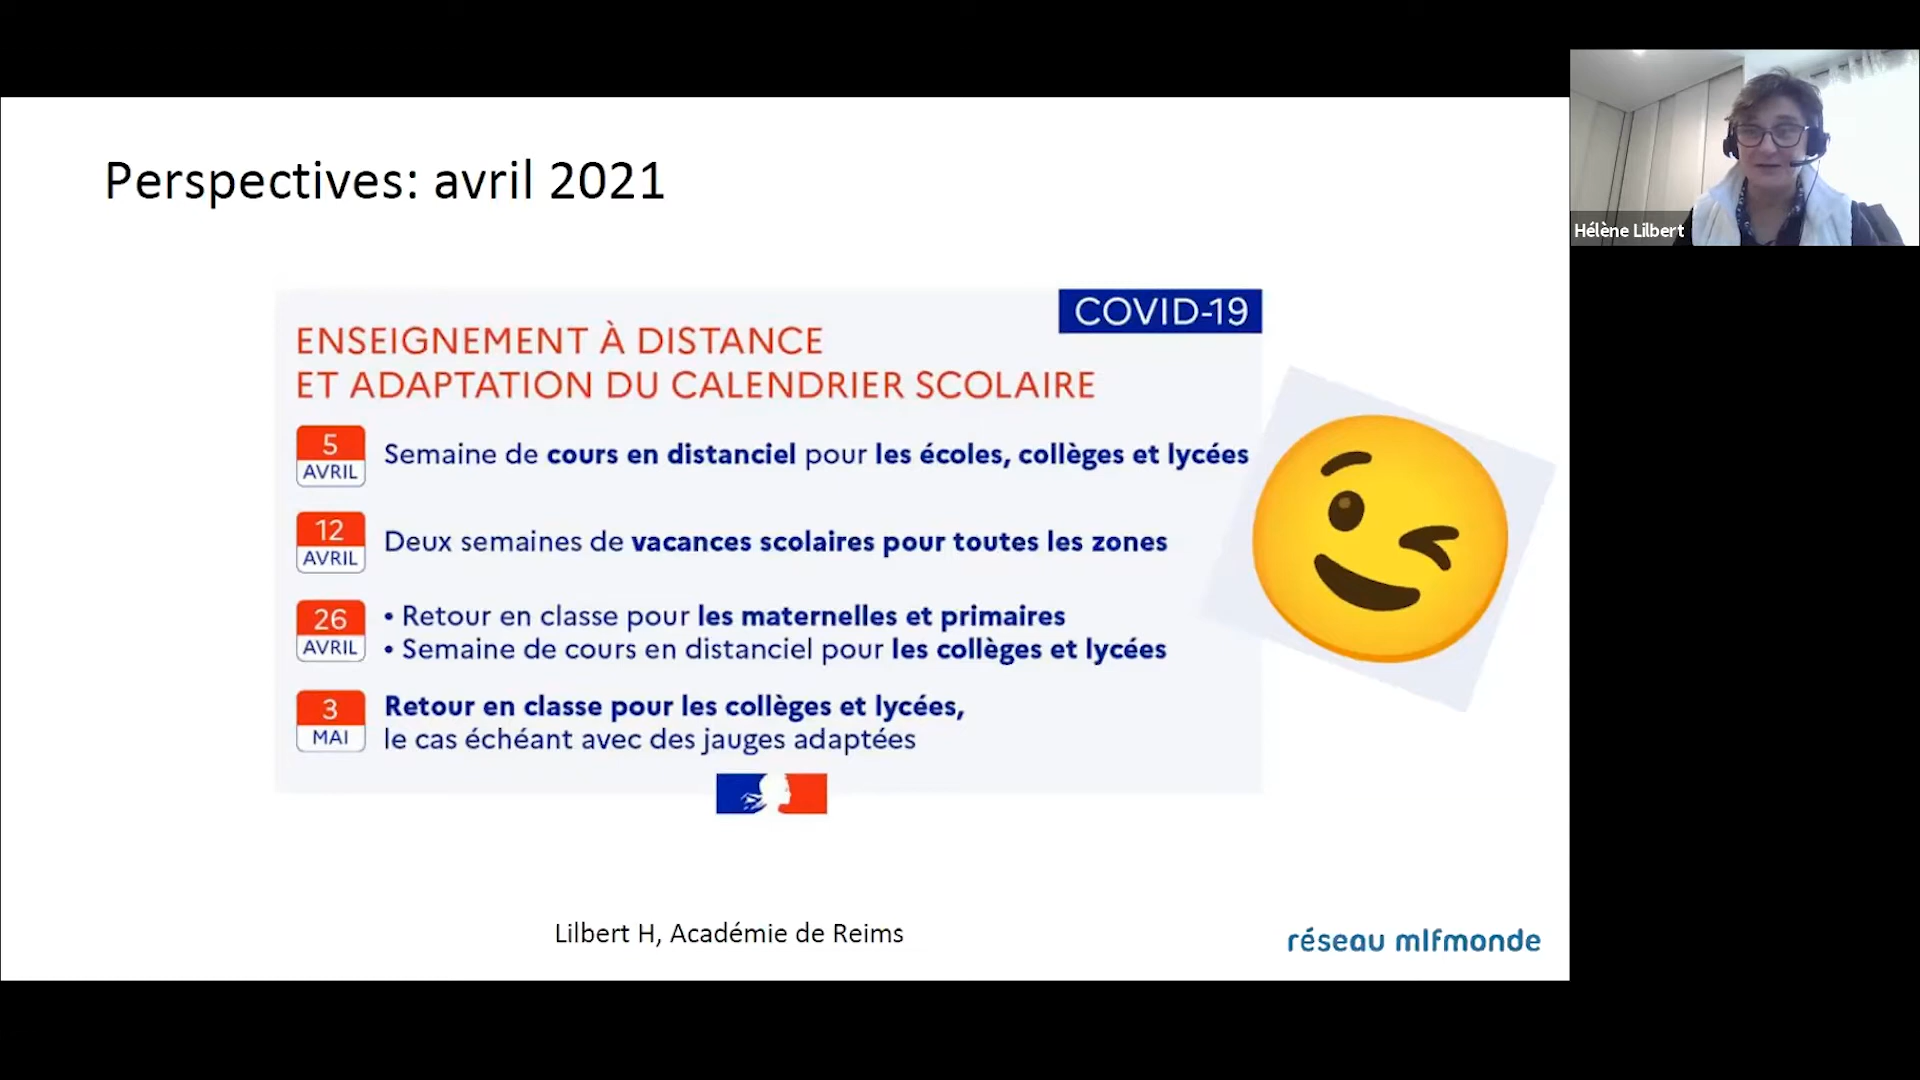 Perspectives: avril 2021
COVID-19
ENSEIGNEMENT À DISTANCE
ET ADAPTATION DU CALENDRIER SCOLAIRE
5
AVRIL
Semaine de cours en distanciel pour les écoles, collèges et lycées
12
AVRIL
Deux semaines de vacances scolaires pour toutes les zones
26
AVRIL
• Retour en classe pour les maternelles et primaires
• Semaine de cours en distanciel pour les collèges et lycées
3
MAI
Retour en classe pour les collèges et lycées,
le cas échéant avec des jauges adaptées
Lilbert H, Académie de Reims
réseau mlfmonde
Hélène Lilbert